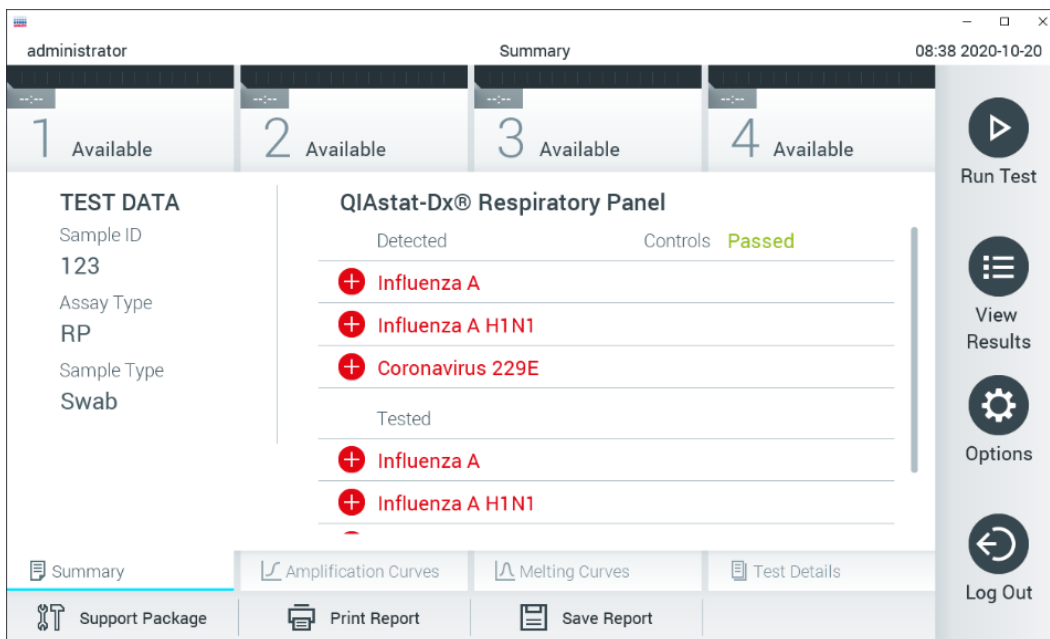 administrator Summary 08:38 2020-10-20
--:-- --:-- --:-- --:--
1 Available 2 Available 3 Available 4 Available
Run Test
TEST DATA
Sample ID
123
Assay Type
RP
Sample Type
Swab
QIAstat-Dx® Respiratory Panel
Detected Controls Passed
Influenza A
Influenza A H1N1
Coronavirus 229E
Tested
Influenza A
Influenza A H1N1
View
Results
Options
Log Out
Summary Amplification Curves Melting Curves Test Details
Support Package Print Report Save Report